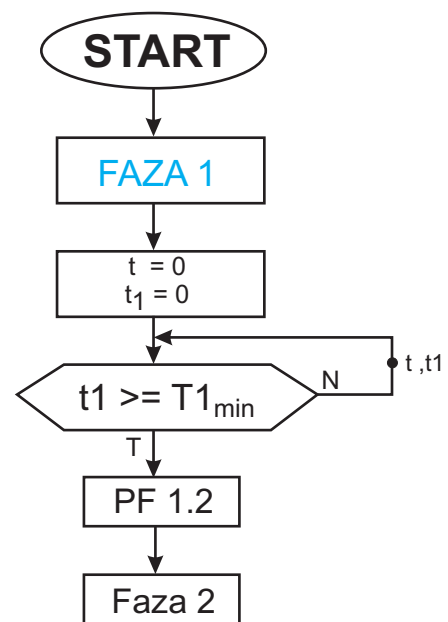 START
FAZA 1
t = 0
t1 = 0
t1 >= T1min
N
t ,t1
T
PF 1.2
Faza 2